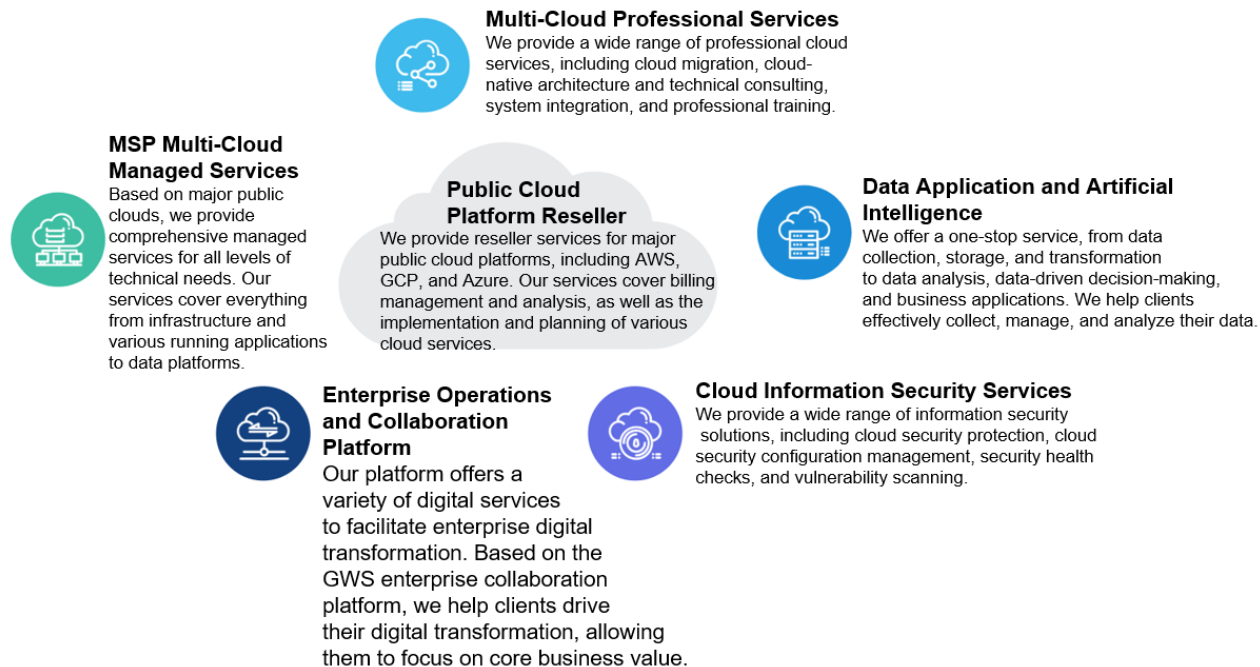 Multi-Cloud Professional Services
We provide a wide range of professional cloud
services, including cloud migration, cloud-
native architecture and technical consulting,
system integration, and professional training.
MSP Multi-Cloud
Managed Services
Based on major public
clouds, we provide
comprehensive managed
services for all levels of
technical needs. Our
services cover everything
from infrastructure and
various running applications
to data platforms.
Public Cloud
Platform Reseller
We provide reseller services for major
public cloud platforms, including AWS,
GCP, and Azure. Our services cover billing
management and analysis, as well as the
implementation and planning of various
cloud services.
Data Application and Artificial
Intelligence
We offer a one-stop service, from data
collection, storage, and transformation
to data analysis, data-driven decision-making,
and business applications. We help clients
effectively collect, manage, and analyze their data.
Enterprise Operations
and Collaboration
Platform
Our platform offers a
variety of digital services
to facilitate enterprise digital
transformation. Based on the
GWS enterprise collaboration
platform, we help clients drive
their digital transformation, allowing
them to focus on core business value.
Cloud Information Security Services
We provide a wide range of information security
solutions, including cloud security protection, cloud
security configuration management, security health
checks, and vulnerability scanning.